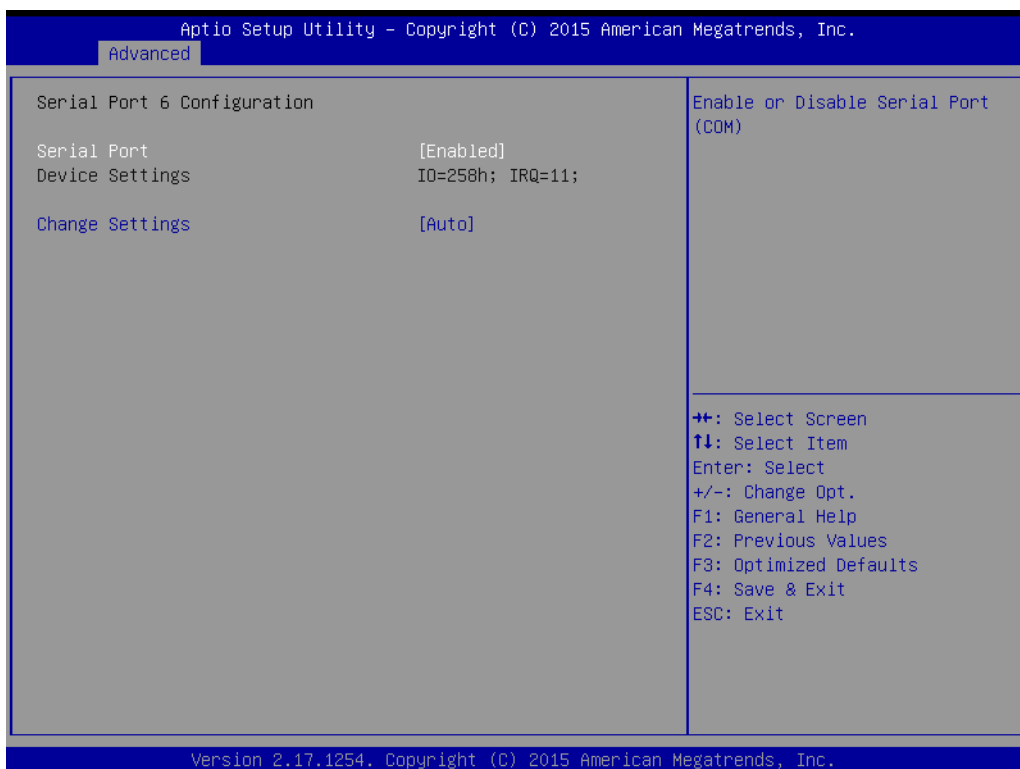 Aptio Setup Utility – Copyright (C) 2015 American Megatrends, Inc.
Advanced
Serial Port 6 Configuration
Serial Port [Enabled]
Device Settings IO=258h; IRQ=11;
Change Settings [Auto]
Enable or Disable Serial Port
(COM)
→←: Select Screen
↑↓: Select Item
Enter: Select
+/-: Change Opt.
F1: General Help
F2: Previous Values
F3: Optimized Defaults
F4: Save & Exit
ESC: Exit
Version 2.17.1254. Copyright (C) 2015 American Megatrends, Inc.